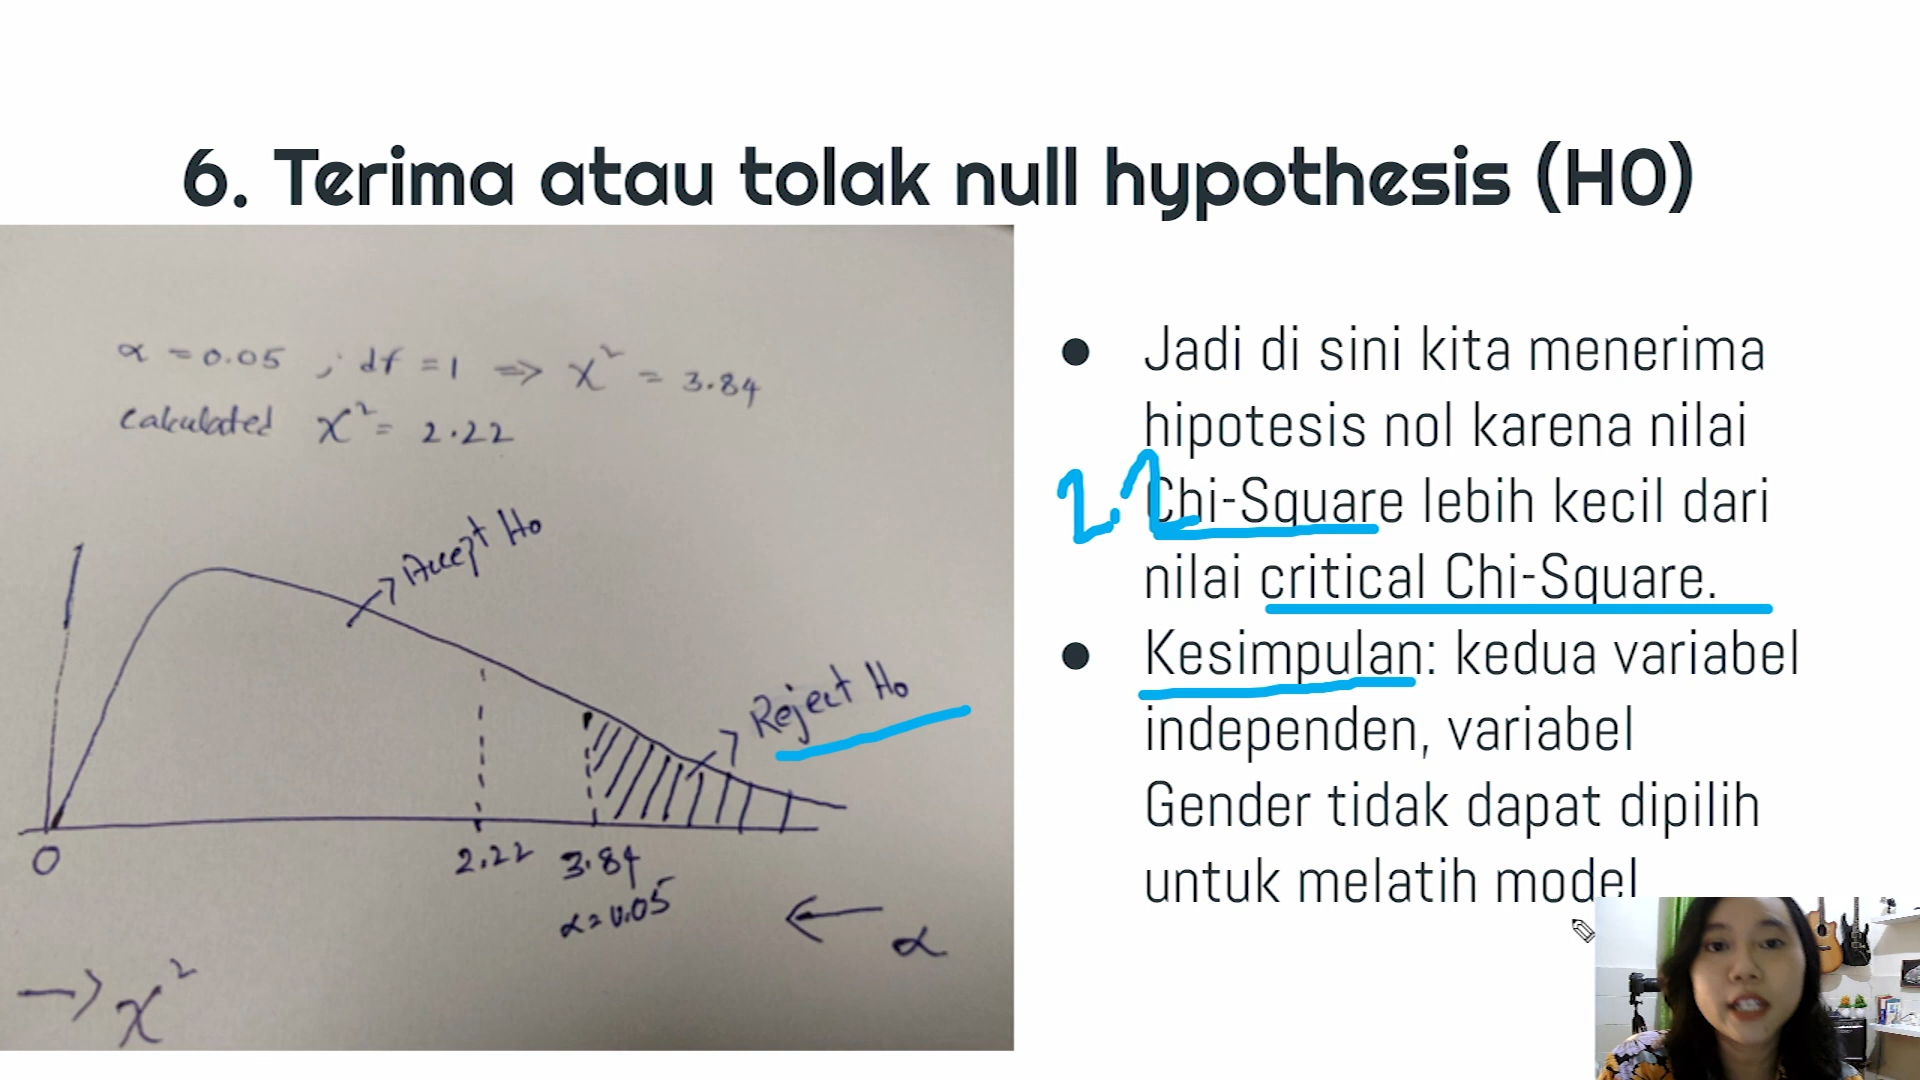 6. Terima atau tolak null hypothesis (H0)
α = 0.05 ; df = 1 => χ² = 3.84
Calculated χ² = 2.22
Accept H₀
Reject H₀
0
2.22
3.84
α = 0.05
← α
→ χ²
● Jadi di sini kita menerima
hipotesis nol karena nilai
2.2
Chi-Square lebih kecil dari
nilai critical Chi-Square.
● Kesimpulan: kedua variabel
independen, variabel
Gender tidak dapat dipilih
untuk melatih model